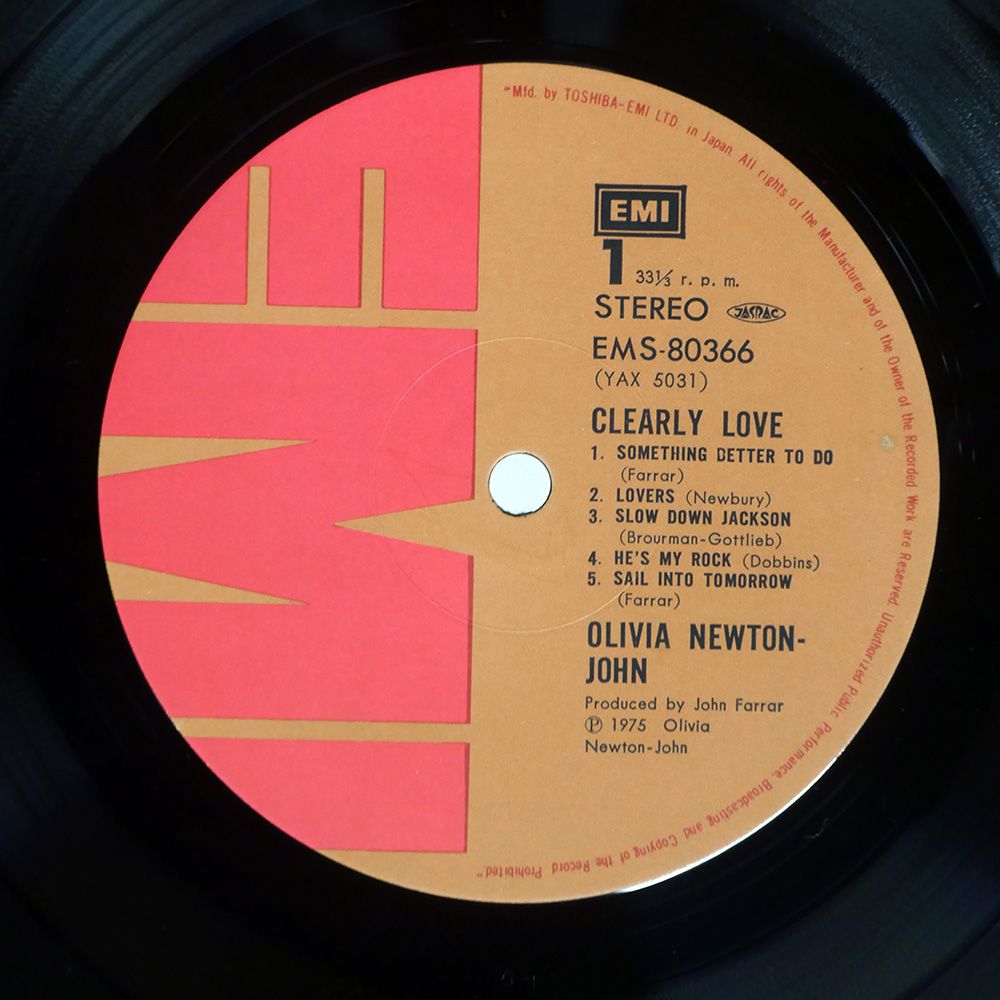 EMI
"Mfd. by TOSHIBA-EMI LTD. in Japan. All rights of the Manufacturer and of the Owner of the Recorded Work are Reserved. Unauthorized Public Performance, Broadcasting and Copying of the Record Prohibited."
EMI
1 33⅓ r. p. m.
STEREO JASRAC
EMS-80366
(YAX 5031)
CLEARLY LOVE
1. SOMETHING BETTER TO DO
(Farrar)
2. LOVERS (Newbury)
3. SLOW DOWN JACKSON
(Brourman-Gottlieb)
4. HE'S MY ROCK (Dobbins)
5. SAIL INTO TOMORROW
(Farrar)
OLIVIA NEWTON-
JOHN
Produced by John Farrar
Ⓟ 1975 Olivia
Newton-John